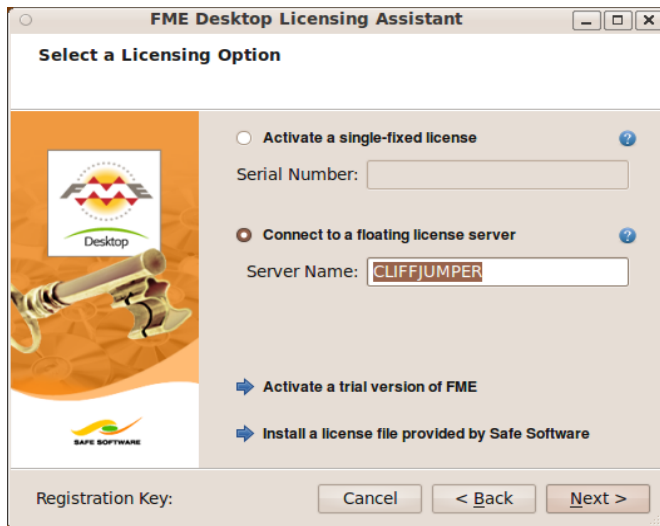 FME Desktop Licensing Assistant
Select a Licensing Option
FME
Desktop
SAFE SOFTWARE
Activate a single-fixed license
?
Serial Number:
Connect to a floating license server
?
Server Name: CLIFFJUMPER
Activate a trial version of FME
Install a license file provided by Safe Software
Registration Key:
Cancel
< Back
Next >